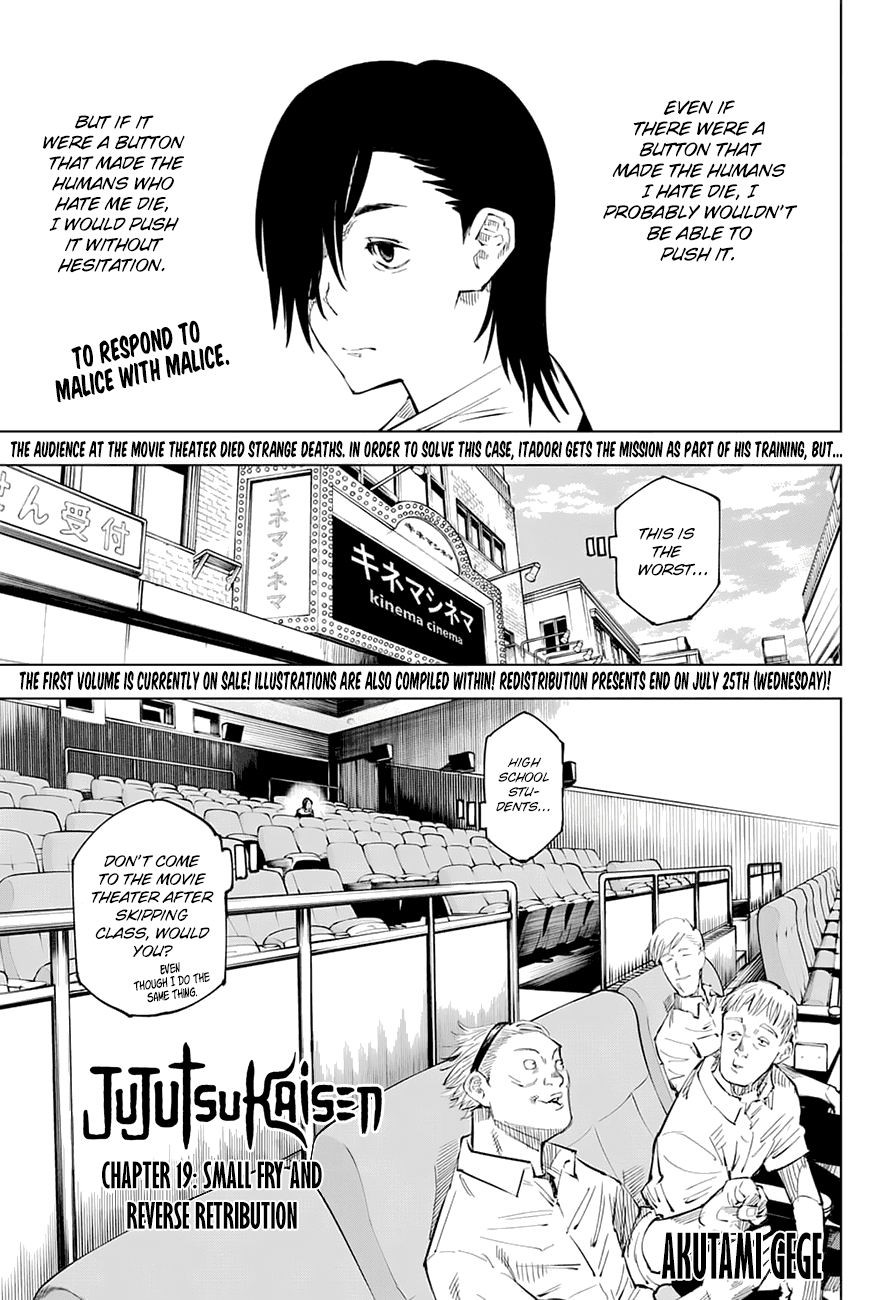 EVEN IF
THERE WERE A
BUTTON THAT
MADE THE HUMANS
I HATE DIE, I
PROBABLY WOULDN'T
BE ABLE TO
PUSH IT.
BUT IF IT
WERE A BUTTON
THAT MADE THE
HUMANS WHO
HATE ME DIE,
I WOULD PUSH
IT WITHOUT
HESITATION.
TO RESPOND TO
MALICE WITH MALICE.
THE AUDIENCE AT THE MOVIE THEATER DIED STRANGE DEATHS. IN ORDER TO SOLVE THIS CASE, ITADORI GETS THE MISSION AS PART OF HIS TRAINING, BUT...
THIS IS
THE
WORST...
せん受付
キネマシネマ
キネマシネマ
キネマシネマ
kinema cinema
THE FIRST VOLUME IS CURRENTLY ON SALE! ILLUSTRATIONS ARE ALSO COMPILED WITHIN! REDISTRIBUTION PRESENTS END ON JULY 25TH (WEDNESDAY)!
HIGH
SCHOOL
STU-
DENTS...
DON'T COME
TO THE MOVIE
THEATER AFTER
SKIPPING
CLASS, WOULD
YOU?
EVEN
THOUGH I DO THE
SAME THING.
JUJUTSU KAISEN
CHAPTER 19: SMALL FRY AND
REVERSE RETRIBUTION
AKUTAMI GEGE